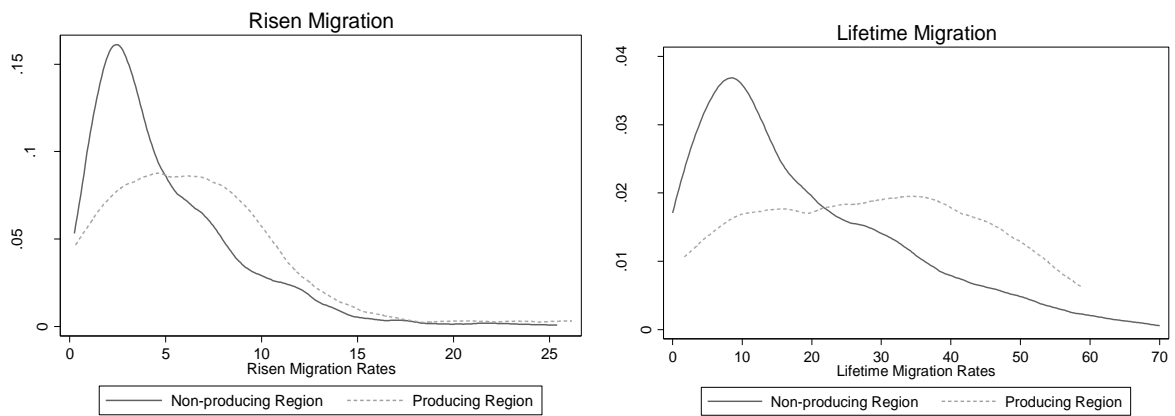 Risen Migration
.15
.1
.05
0
0 5 10 15 20 25
Risen Migration Rates
Non-producing Region Producing Region
Lifetime Migration
.04
.03
.02
.01
0
0 10 20 30 40 50 60 70
Lifetime Migration Rates
Non-producing Region Producing Region